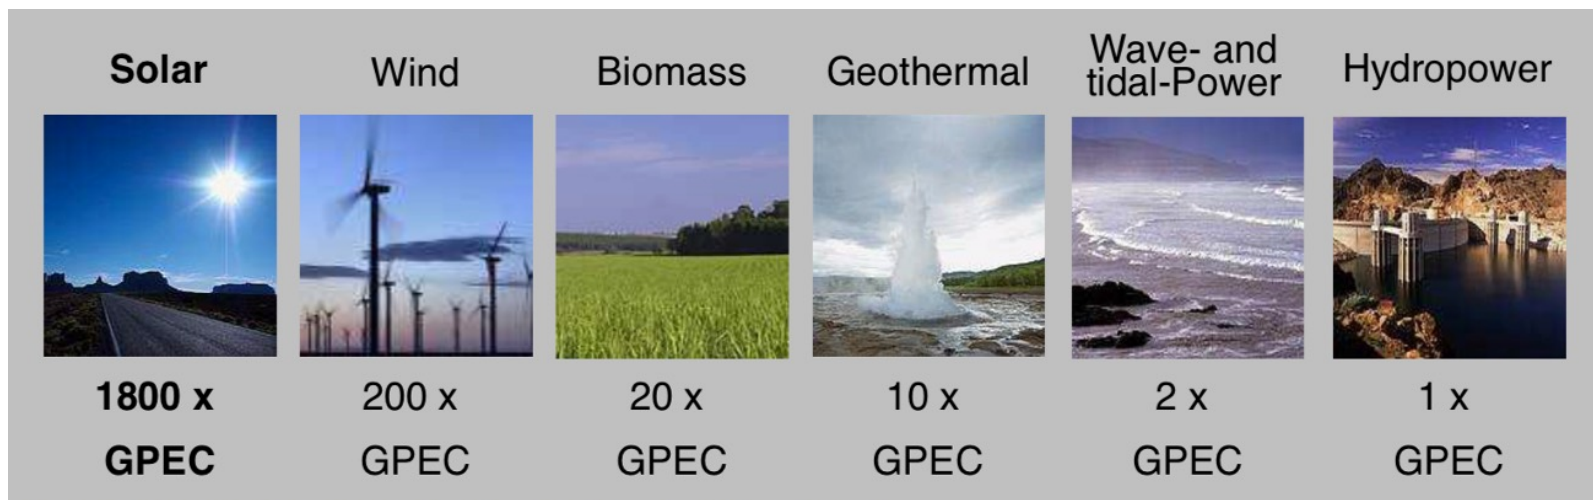 Solar
Wind
Biomass
Geothermal
Wave- and
tidal-Power
Hydropower
1800 x
200 x
20 x
10 x
2 x
1 x
GPEC
GPEC
GPEC
GPEC
GPEC
GPEC